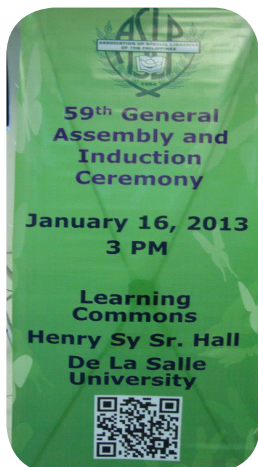 ASLP
ASSOCIATION OF SPECIAL LIBRARIES
OF THE PHILIPPINES
59th General
Assembly and
Induction
Ceremony
January 16, 2013
3 PM
Learning
Commons
Henry Sy Sr. Hall
De La Salle
University